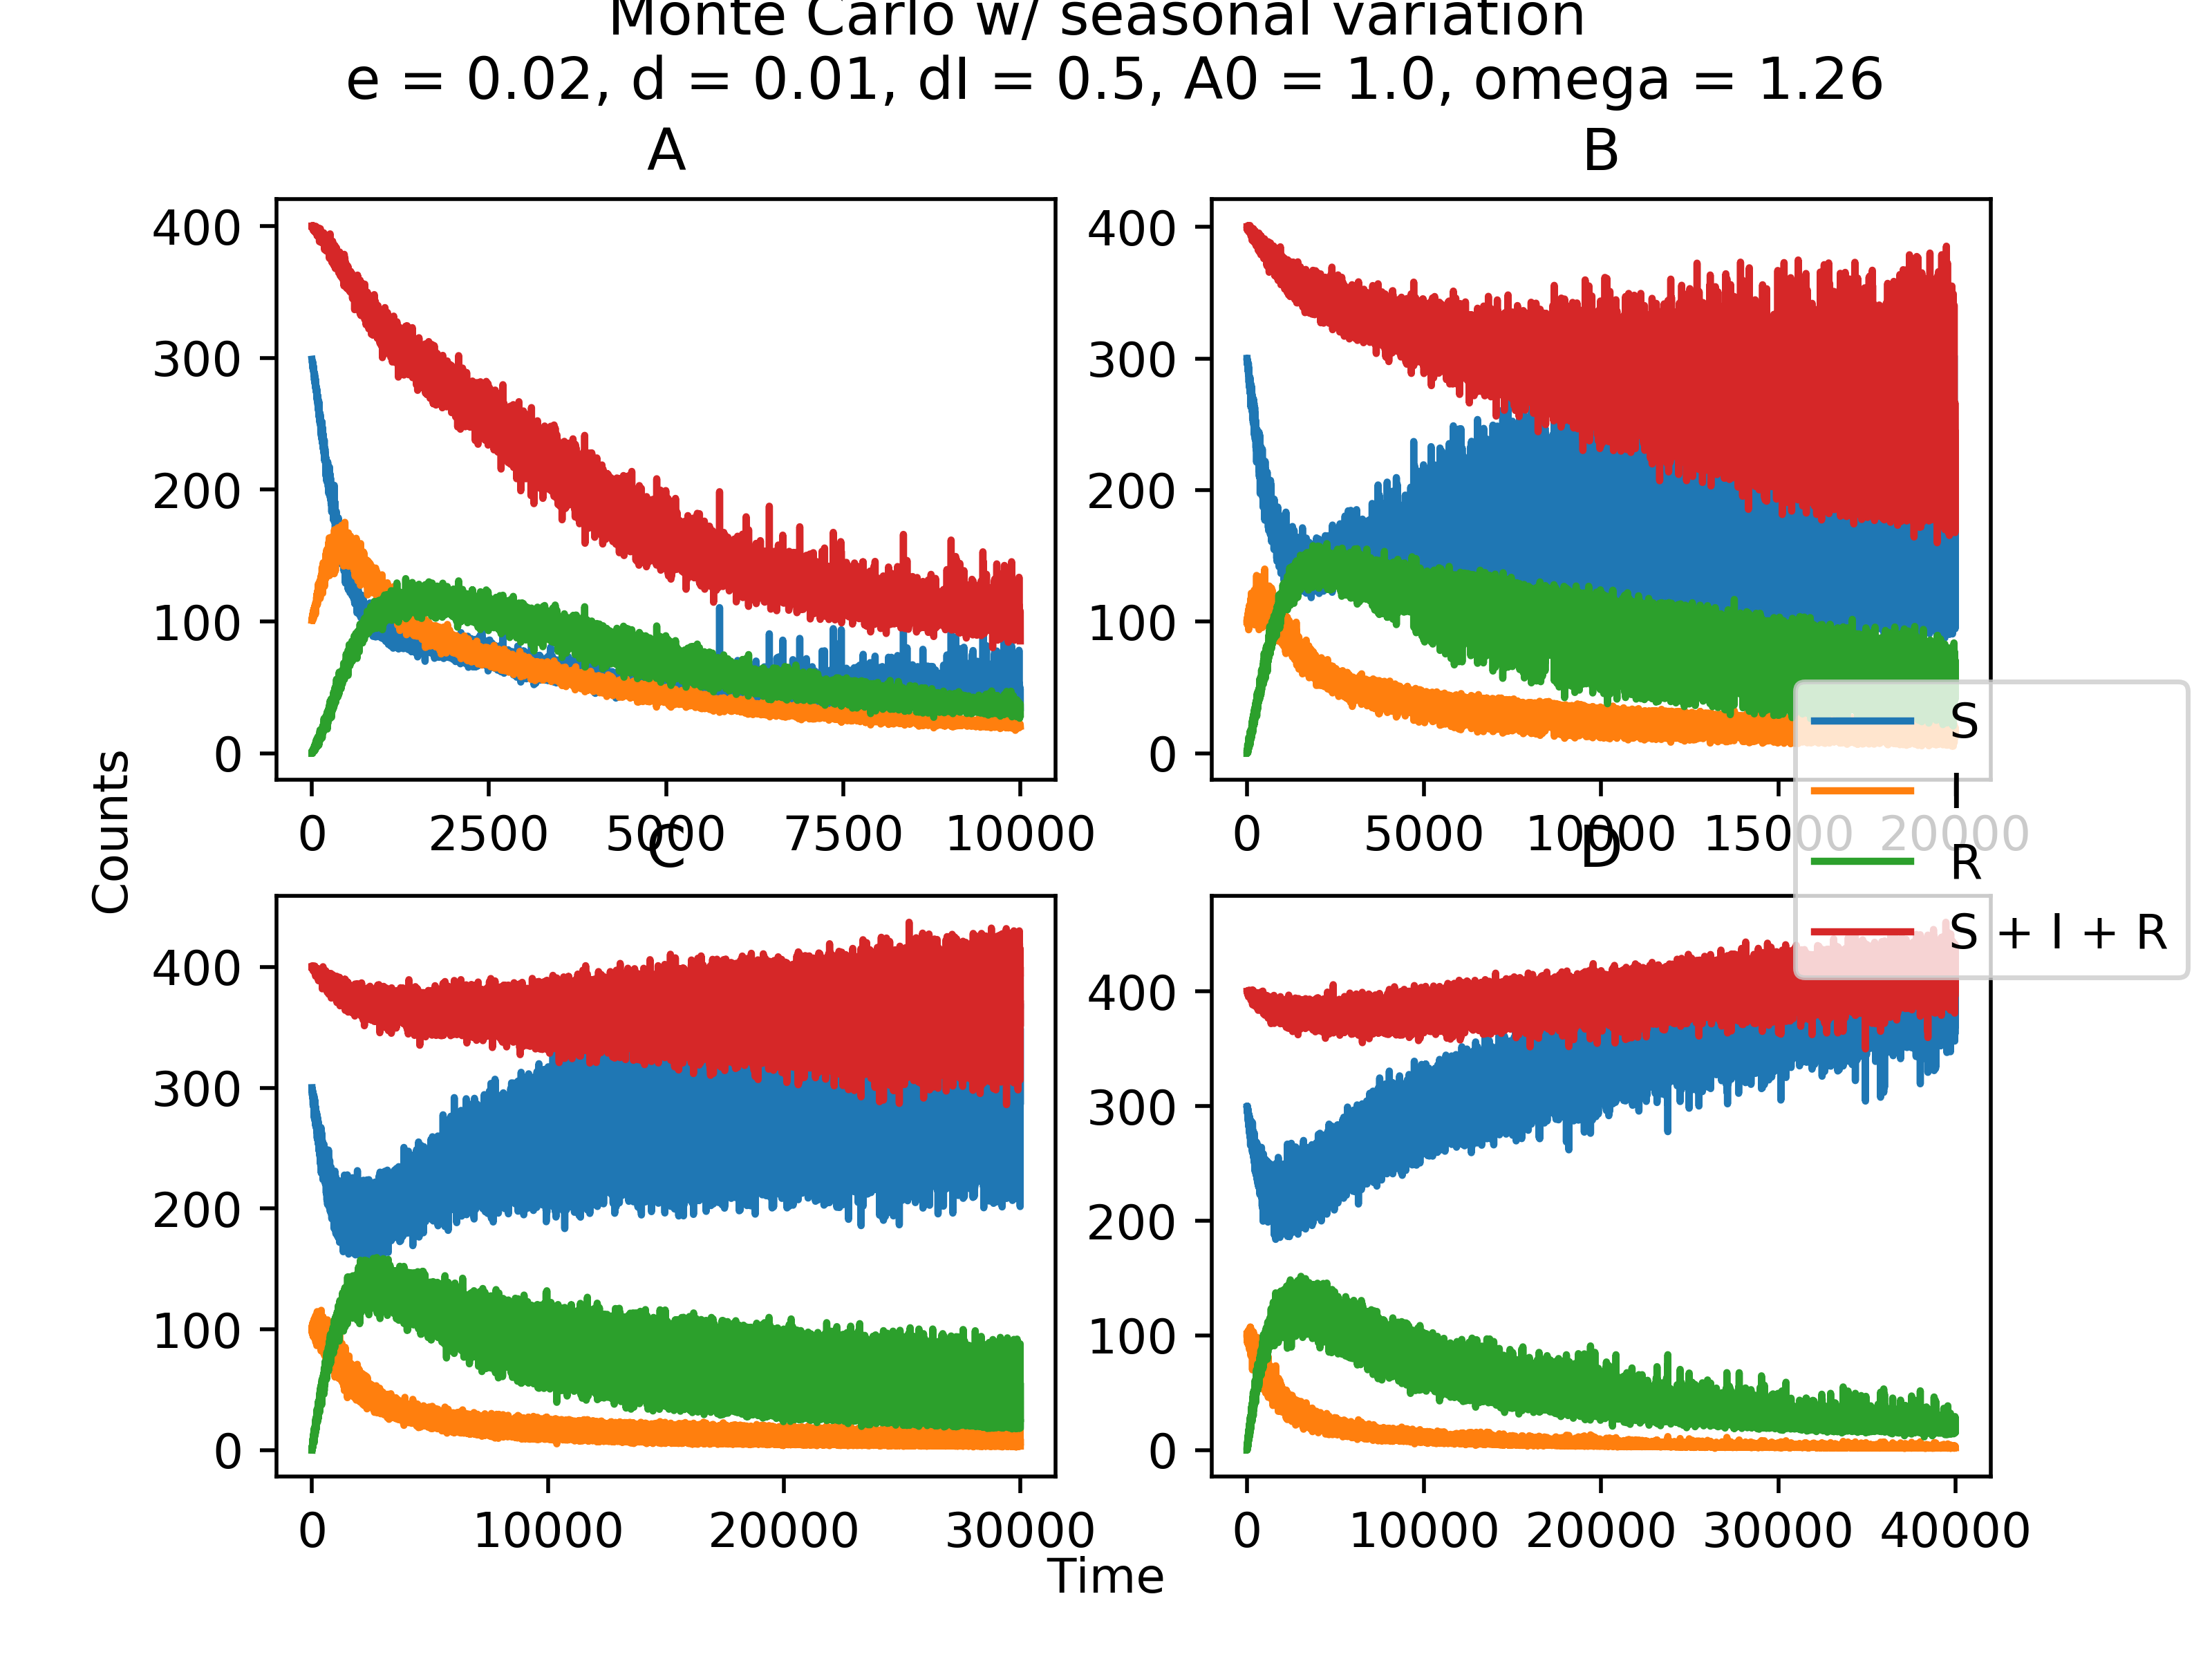 Monte Carlo w/ seasonal variation
e = 0.02, d = 0.01, dI = 0.5, A0 = 1.0, omega = 1.26
A
400
300
200
100
0
0 2500 5000 7500 10000
B
400
300
200
100
0
0 5000 10000 15000 20000
Counts
C
400
300
200
100
0
0 10000 20000 30000
D
400
300
200
100
0
0 10000 20000 30000 40000
S
I
R
S + I + R
Time